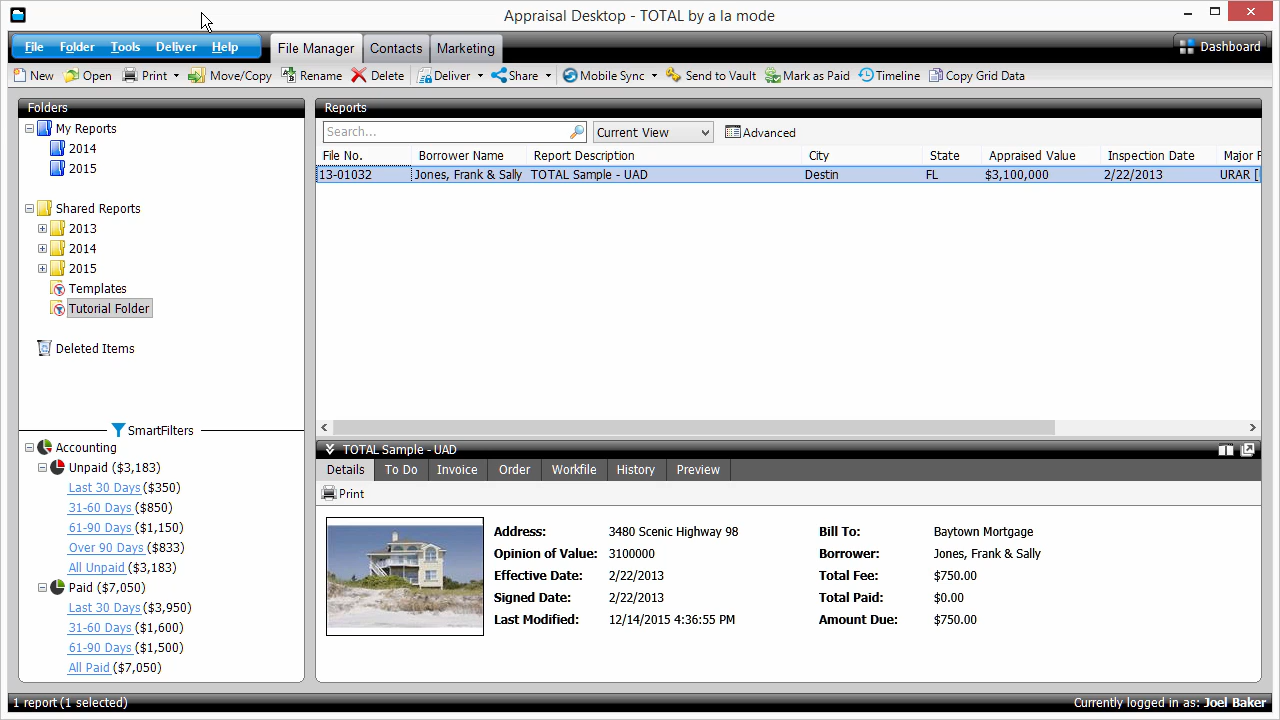 Appraisal Desktop - TOTAL by a la mode
File Folder Tools Deliver Help File Manager Contacts Marketing Dashboard
New Open Print Move/Copy Rename Delete Deliver Share Mobile Sync Send to Vault Mark as Paid Timeline Copy Grid Data
Folders
My Reports
2014
2015
Shared Reports
2013
2014
2015
Templates
Tutorial Folder
Deleted Items
SmartFilters
Accounting
Unpaid ($3,183)
Last 30 Days ($350)
31-60 Days ($850)
61-90 Days ($1,150)
Over 90 Days ($833)
All Unpaid ($3,183)
Paid ($7,050)
Last 30 Days ($3,950)
31-60 Days ($1,600)
61-90 Days ($1,500)
All Paid ($7,050)
Reports
Search... Current View Advanced
File No. Borrower Name Report Description City State Appraised Value Inspection Date Major F
13-01032 Jones, Frank & Sally TOTAL Sample - UAD Destin FL $3,100,000 2/22/2013 URAR [
TOTAL Sample - UAD
Details To Do Invoice Order Workfile History Preview
Print
Address: 3480 Scenic Highway 98 Bill To: Baytown Mortgage
Opinion of Value: 3100000 Borrower: Jones, Frank & Sally
Effective Date: 2/22/2013 Total Fee: $750.00
Signed Date: 2/22/2013 Total Paid: $0.00
Last Modified: 12/14/2015 4:36:55 PM Amount Due: $750.00
1 report (1 selected) Currently logged in as: Joel Baker